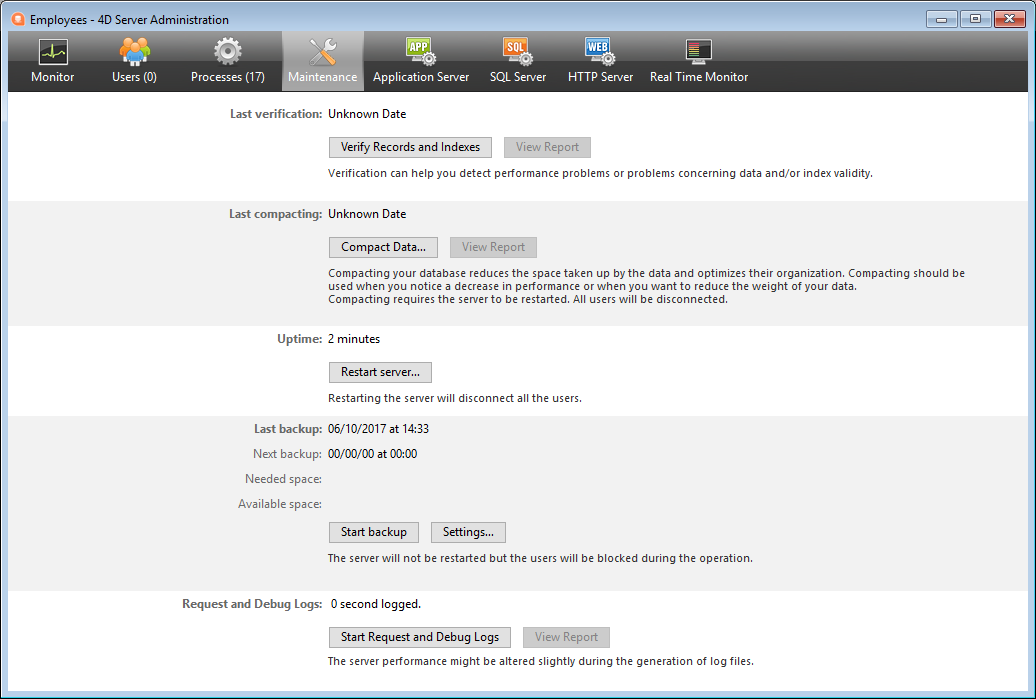 Employees - 4D Server Administration
Monitor
Users (0)
Processes (17)
Maintenance
APP
Application Server
SQL
SQL Server
WEB
HTTP Server
Real Time Monitor
Last verification: Unknown Date
Verify Records and Indexes View Report
Verification can help you detect performance problems or problems concerning data and/or index validity.
Last compacting: Unknown Date
Compact Data... View Report
Compacting your database reduces the space taken up by the data and optimizes their organization. Compacting should be
used when you notice a decrease in performance or when you want to reduce the weight of your data.
Compacting requires the server to be restarted. All users will be disconnected.
Uptime: 2 minutes
Restart server...
Restarting the server will disconnect all the users.
Last backup: 06/10/2017 at 14:33
Next backup: 00/00/00 at 00:00
Needed space:
Available space:
Start backup Settings...
The server will not be restarted but the users will be blocked during the operation.
Request and Debug Logs: 0 second logged.
Start Request and Debug Logs View Report
The server performance might be altered slightly during the generation of log files.